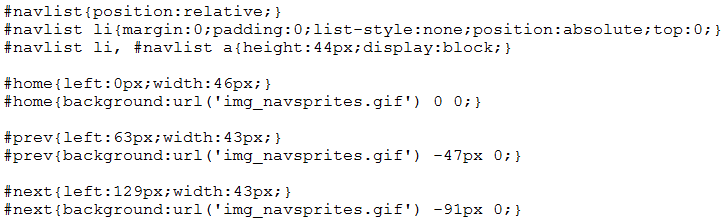 #navlist{position:relative;}
#navlist li{margin:0;padding:0;list-style:none;position:absolute;top:0;}
#navlist li, #navlist a{height:44px;display:block;}

#home{left:0px;width:46px;}
#home{background:url('img_navsprites.gif') 0 0;}

#prev{left:63px;width:43px;}
#prev{background:url('img_navsprites.gif') -47px 0;}

#next{left:129px;width:43px;}
#next{background:url('img_navsprites.gif') -91px 0;}